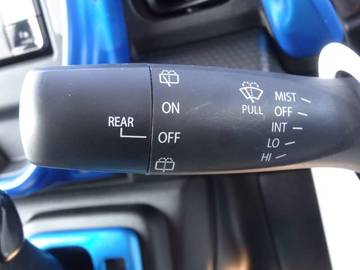 REAR
ON
OFF
PULL
MIST
OFF
INT
LO
HI